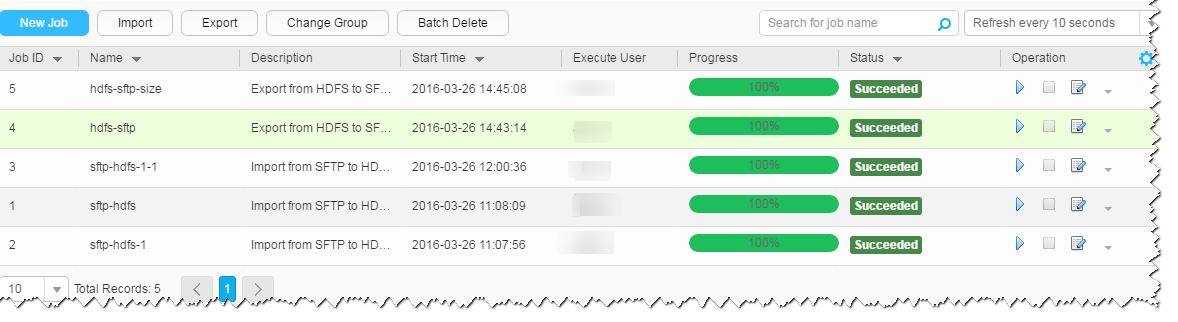 New Job Import Export Change Group Batch Delete Search for job name Refresh every 10 seconds
Job ID Name Description Start Time Execute User Progress Status Operation
5 hdfs-sftp-size Export from HDFS to SF... 2016-03-26 14:45:08 100% Succeeded
4 hdfs-sftp Export from HDFS to SF... 2016-03-26 14:43:14 100% Succeeded
3 sftp-hdfs-1-1 Import from SFTP to HD... 2016-03-26 12:00:36 100% Succeeded
1 sftp-hdfs Import from SFTP to HD... 2016-03-26 11:08:09 100% Succeeded
2 sftp-hdfs-1 Import from SFTP to HD... 2016-03-26 11:07:56 100% Succeeded
10 Total Records: 5 1